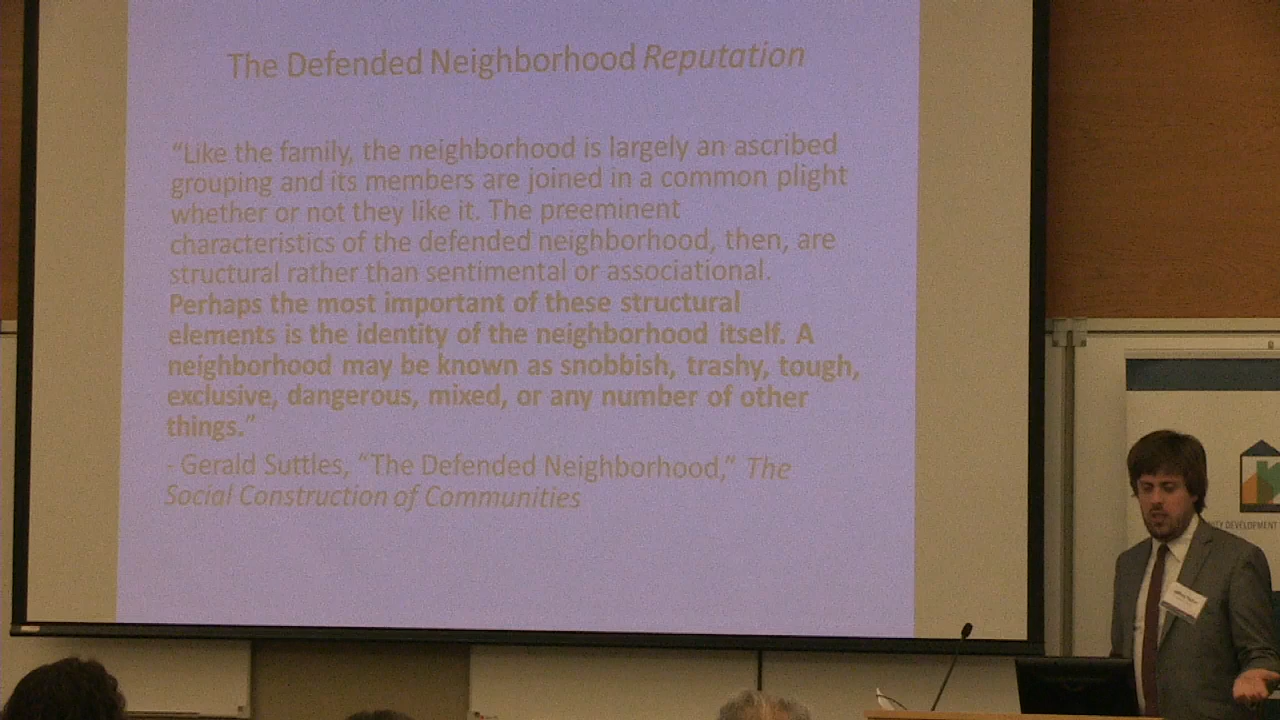 The Defended Neighborhood Reputation
“Like the family, the neighborhood is largely an ascribed
grouping and its members are joined in a common plight
whether or not they like it. The preeminent
characteristics of the defended neighborhood, then, are
structural rather than sentimental or associational.
Perhaps the most important of these structural
elements is the identity of the neighborhood itself. A
neighborhood may be known as snobbish, trashy, tough,
exclusive, dangerous, mixed, or any number of other
things.”
- Gerald Suttles, “The Defended Neighborhood,” The
Social Construction of Communities
DEVELOPMENT